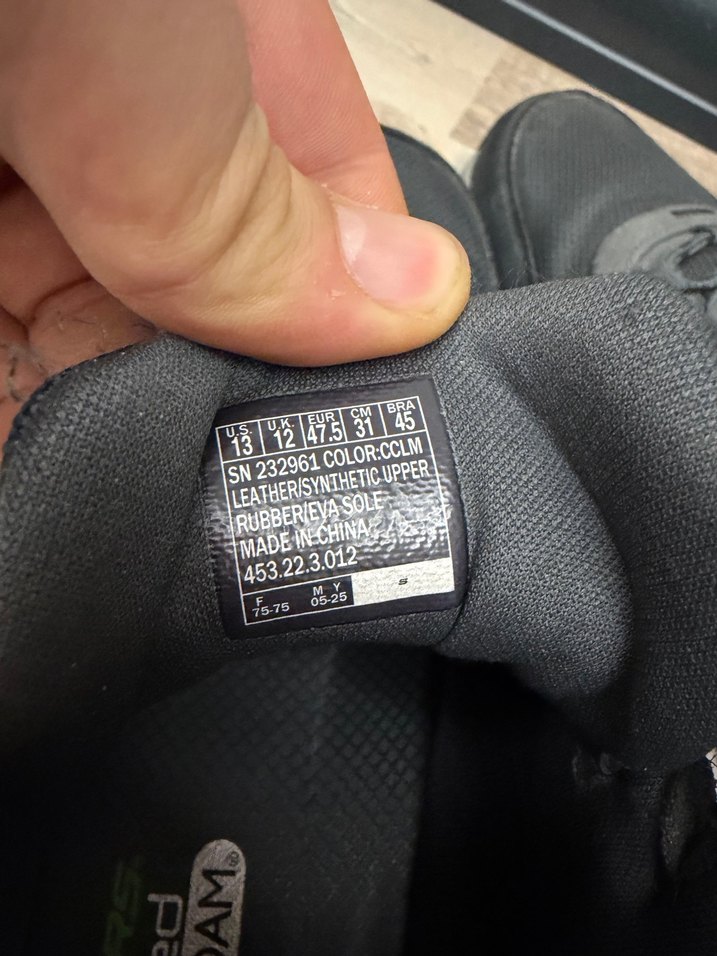 U.S. U.K. EUR CM BRA
13 12 47.5 31 45
SN 232961 COLOR:CCLM
LEATHER/SYNTHETIC UPPER
RUBBER/EVA SOLE
MADE IN CHINA
453.22.3.012
F M Y S
75-75 05-25